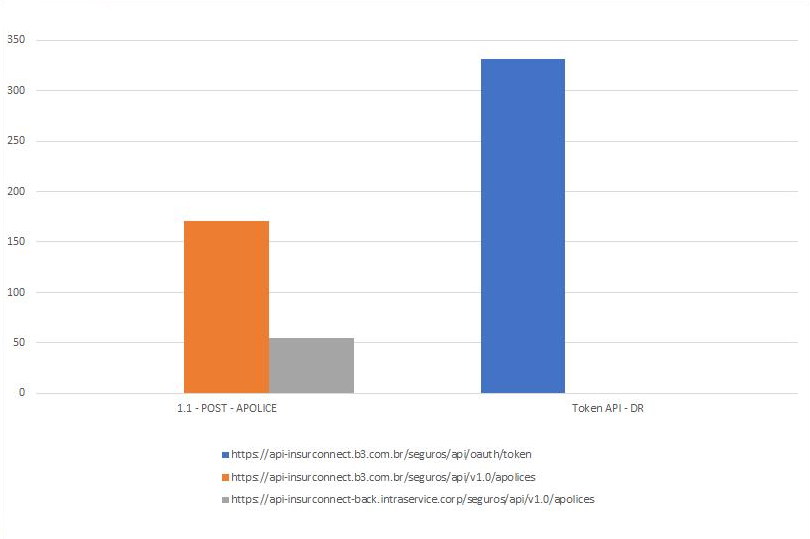 350
300
250
200
150
100
50
0
1.1 - POST - APOLICE Token API - DR
https://api-insurconnect.b3.com.br/seguros/api/oauth/token
https://api-insurconnect.b3.com.br/seguros/api/v1.0/apolices
https://api-insurconnect-back.intraservice.corp/seguros/api/v1.0/apolices